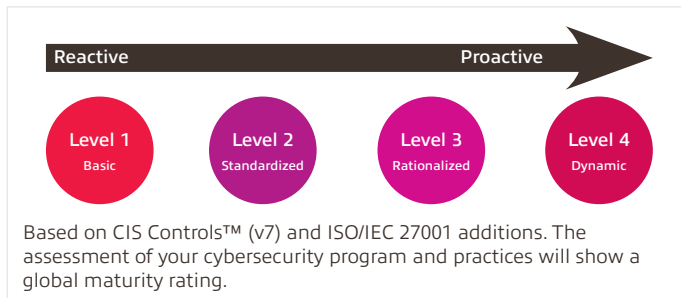 Reactive Proactive
Level 1 Level 2 Level 3 Level 4
Basic Standardized Rationalized Dynamic
Based on CIS Controls™ (v7) and ISO/IEC 27001 additions. The
assessment of your cybersecurity program and practices will show a
global maturity rating.